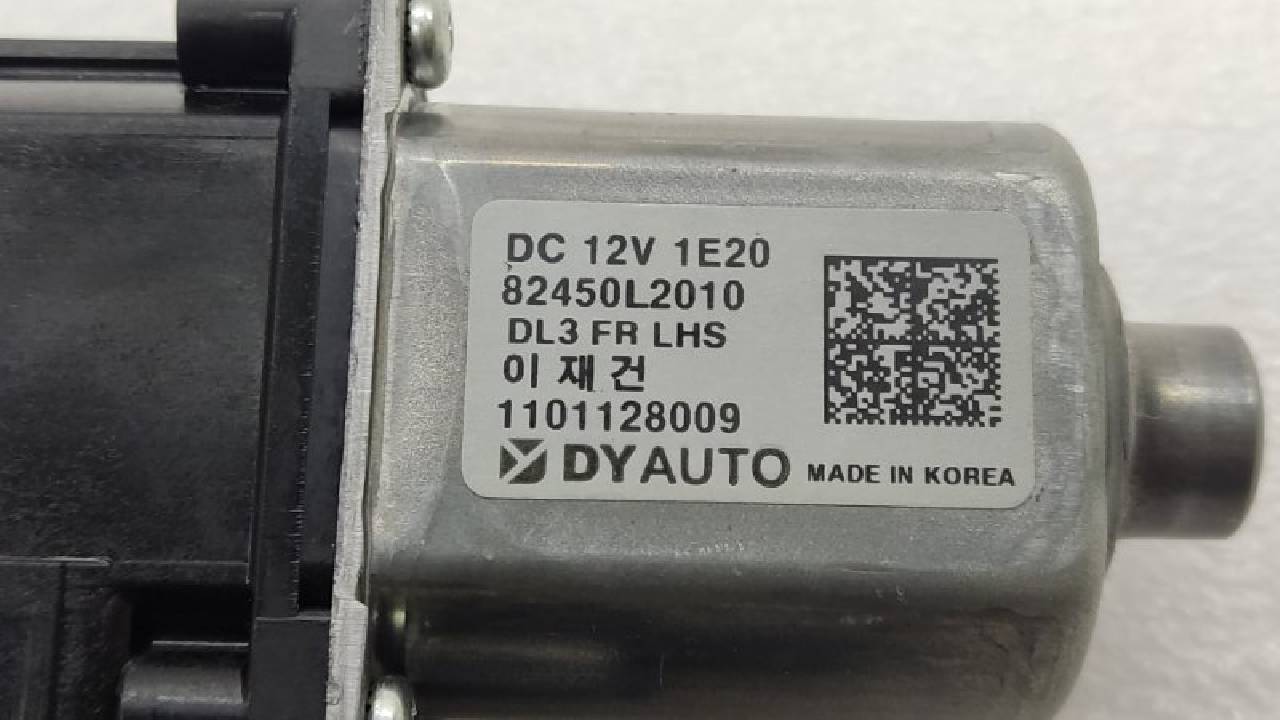 DC 12V 1E20
82450L2010
DL3 FR LHS
이재건
1101128009
DYAUTO MADE IN KOREA